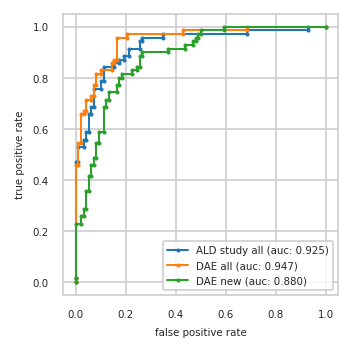 1.0
0.8
0.6
0.4
0.2
0.0
true positive rate
ALD study all (auc: 0.925)
DAE all (auc: 0.947)
DAE new (auc: 0.880)
0.0 0.2 0.4 0.6 0.8 1.0
false positive rate